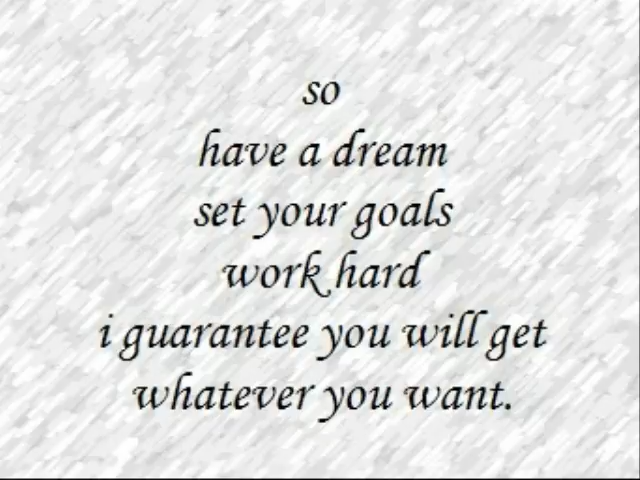 so
have a dream
set your goals
work hard
i guarantee you will get
whatever you want.